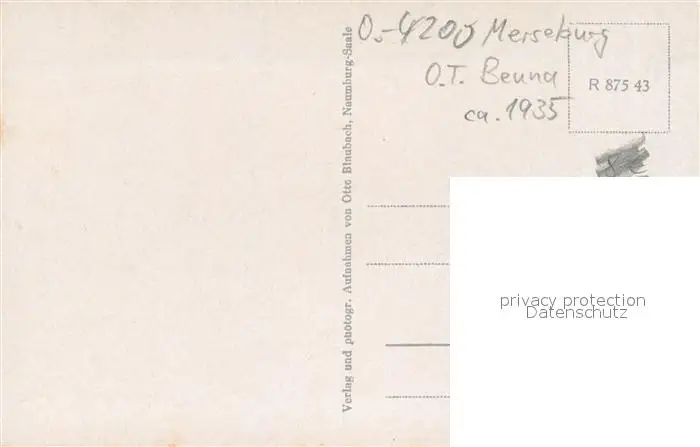 O.-4200 Merseburg
O.T. Beuna
ca. 1935
R 875 43
Verlag und photogr. Aufnahmen von Otto Blaubach, Naumburg-Saale
privacy protection
Datenschutz